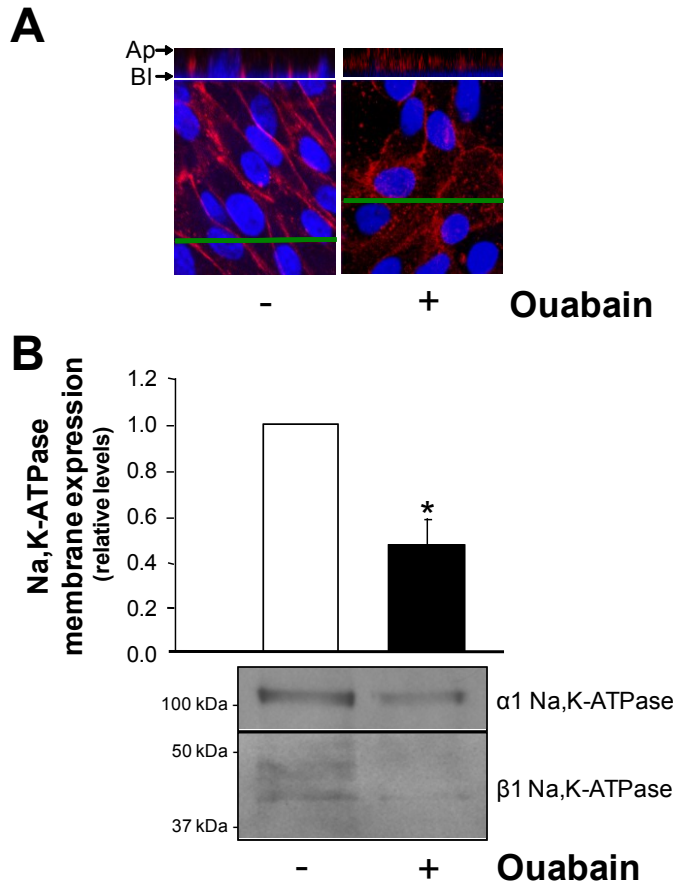 A
Ap
Bl
- + Ouabain
B
Na,K-ATPase
membrane expression
(relative levels)
1.2
1.0
0.8
0.6
0.4
0.2
0.0
*
100 kDa
α1 Na,K-ATPase
50 kDa
β1 Na,K-ATPase
37 kDa
- + Ouabain